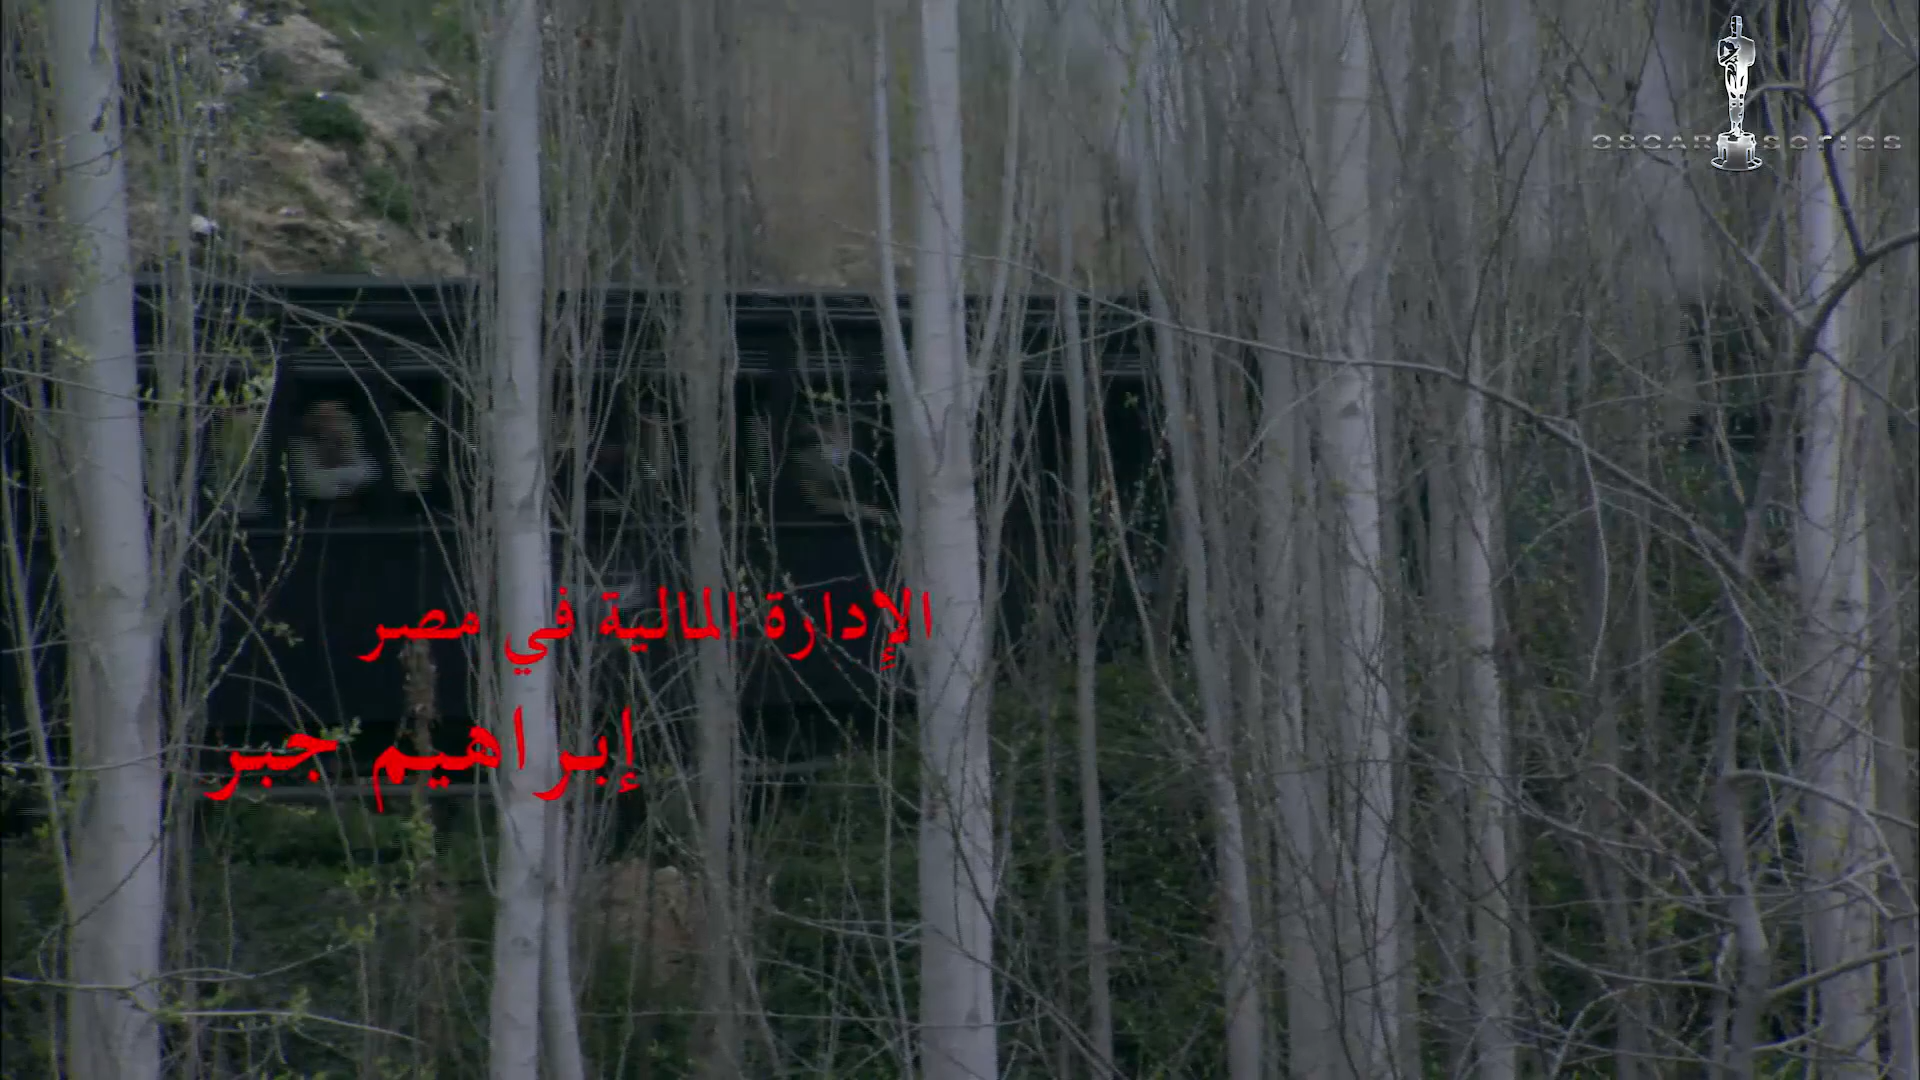 OSCAR series
الإدارة المالية في مصر
إبراهيم جبر